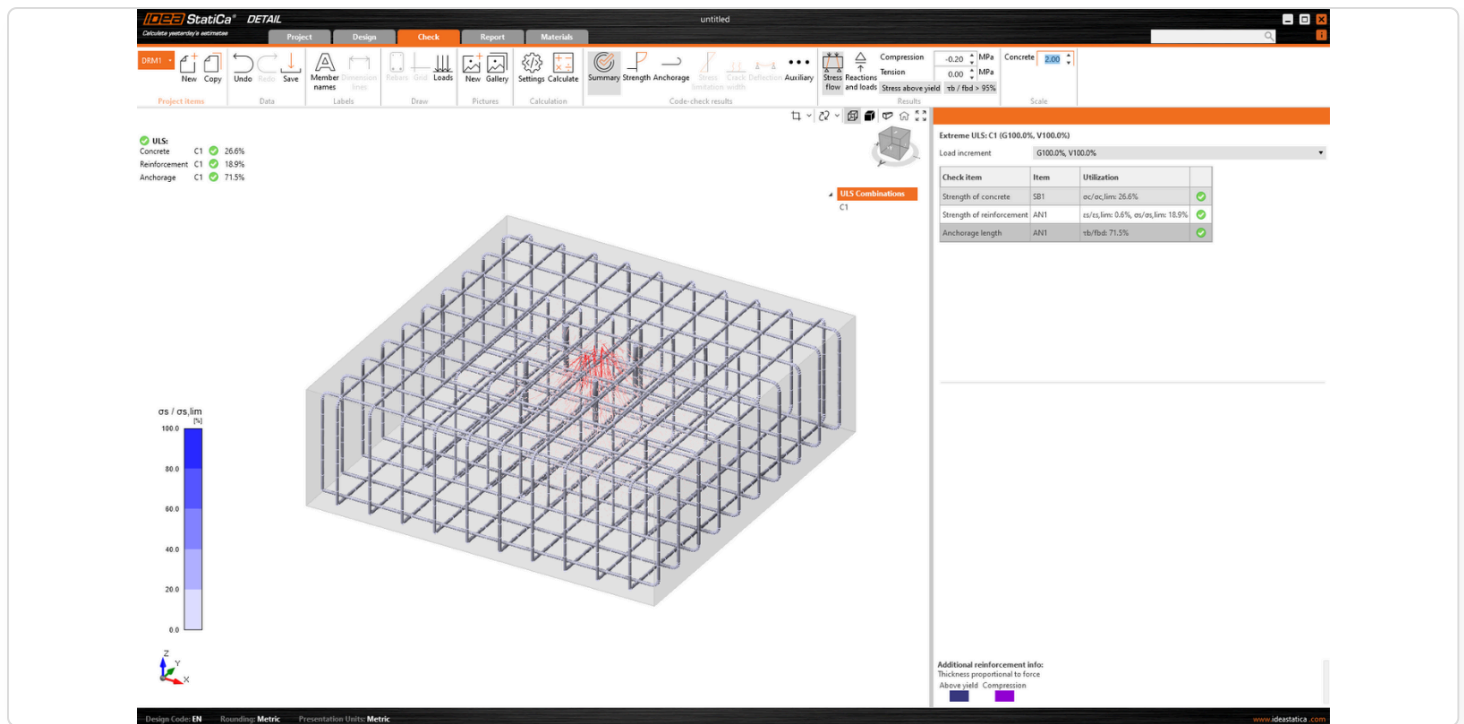 IDEA StatiCa® DETAIL
untitled
Calculate yesterday's estimates
Project Design Check Report Materials
DRM1
New Copy
Undo Redo Save
Member names
Dimension lines
Rebars Grid Loads
New Gallery
Settings Calculate
Summary Strength Anchorage
Stress limitation
Crack width
Deflection Auxiliary
Stress flow
Reactions and loads
Compression -0.20 MPa
Tension 0.00 MPa
Stress above yield τb / fbd > 95%
Concrete 2.00
Project items Data Labels Draw Pictures Calculation Code-check results Results Scale
ULS:
Concrete C1 26.6%
Reinforcement C1 18.9%
Anchorage C1 71.5%
ULS Combinations
C1
Extreme ULS: C1 (G100.0%, V100.0%)
Load increment G100.0%, V100.0%
Check item Item Utilization
Strength of concrete SB1 σc/σc,lim: 26.6%
Strength of reinforcement AN1 εs/εs,lim: 0.6%, σs/σs,lim: 18.9%
Anchorage length AN1 τb/fbd: 71.5%
σs / σs,lim
[%]
100.0
80.0
60.0
40.0
20.0
0.0
Z
Y
X
Additional reinforcement info:
Thickness proportional to force
Above yield Compression
Design Code: EN Rounding: Metric Presentation Units: Metric
www.ideastatica.com